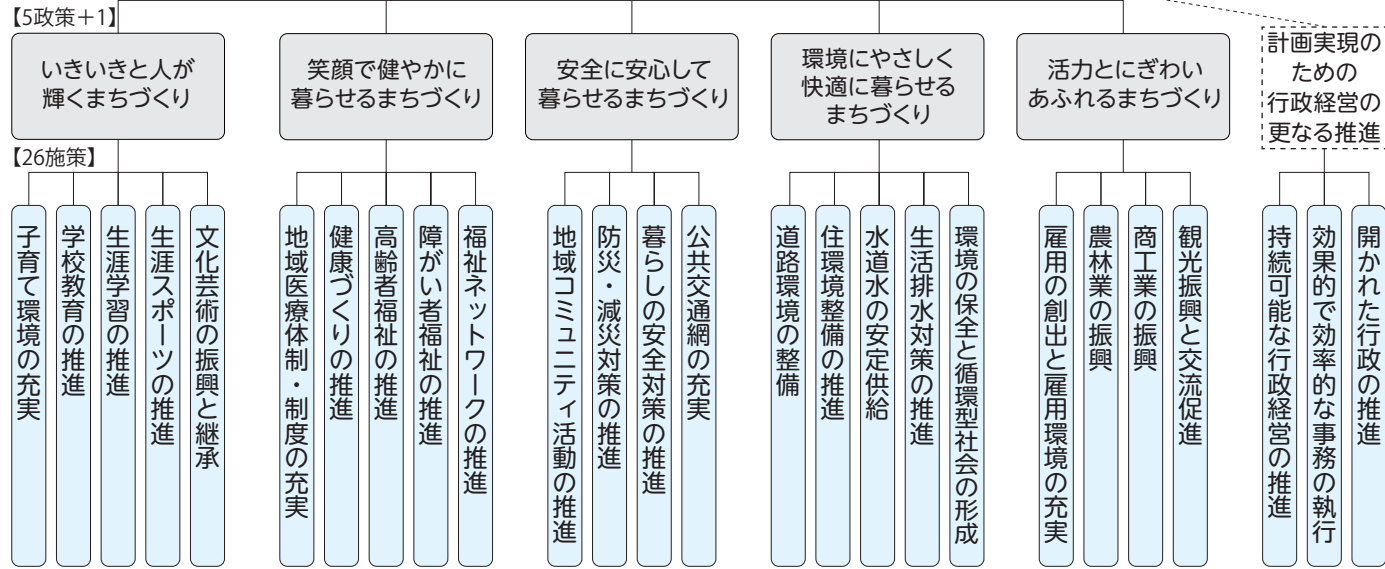 【5政策＋1】
いきいきと人が
輝くまちづくり
笑顔で健やかに
暮らせるまちづくり
安全に安心して
暮らせるまちづくり
環境にやさしく
快適に暮らせる
まちづくり
活力とにぎわい
あふれるまちづくり
計画実現の
ための
行政経営の
更なる推進
【26施策】
子育て環境の充実
学校教育の推進
生涯学習の推進
生涯スポーツの推進
文化芸術の振興と継承
地域医療体制・制度の充実
健康づくりの推進
高齢者福祉の推進
障がい者福祉の推進
福祉ネットワークの推進
地域コミュニティ活動の推進
防災・減災対策の推進
暮らしの安全対策の推進
公共交通網の充実
道路環境の整備
住環境整備の推進
水道水の安定供給
生活排水対策の推進
環境の保全と循環型社会の形成
雇用の創出と雇用環境の充実
農林業の振興
商工業の振興
観光振興と交流促進
持続可能な行政経営の推進
効果的で効率的な事務の執行
開かれた行政の推進